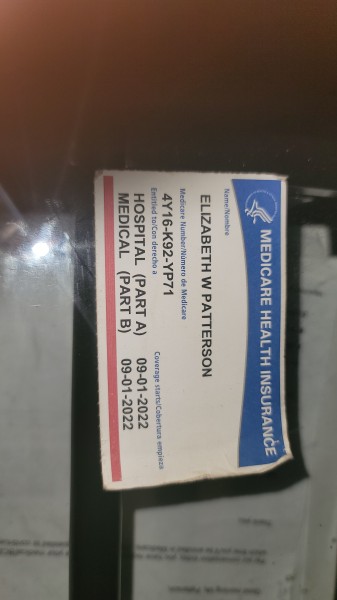 MEDICARE HEALTH INSURANCE
Name/Nombre
ELIZABETH W PATTERSON
Medicare Number/Número de Medicare
4Y16-K92-YP71
Entitled to/Con derecho a
Coverage starts/Cobertura empieza
HOSPITAL (PART A) 09-01-2022
MEDICAL (PART B) 09-01-2022